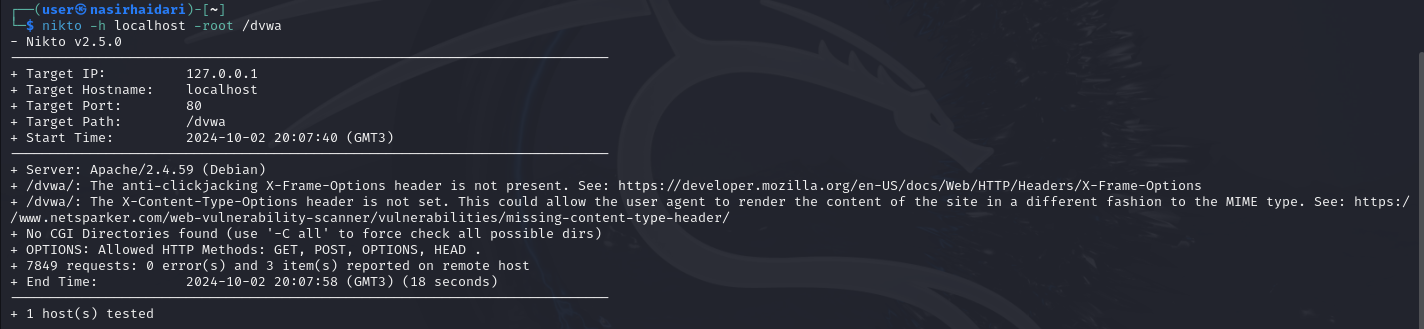 ┌──(user㉿nasirhaidari)-[~]
└─$ nikto -h localhost -root /dvwa
- Nikto v2.5.0
---------------------------------------------------------------------------
+ Target IP:          127.0.0.1
+ Target Hostname:    localhost
+ Target Port:        80
+ Target Path:        /dvwa
+ Start Time:         2024-10-02 20:07:40 (GMT3)
---------------------------------------------------------------------------
+ Server: Apache/2.4.59 (Debian)
+ /dvwa/: The anti-clickjacking X-Frame-Options header is not present. See: https://developer.mozilla.org/en-US/docs/Web/HTTP/Headers/X-Frame-Options
+ /dvwa/: The X-Content-Type-Options header is not set. This could allow the user agent to render the content of the site in a different fashion to the MIME type. See: https:/
/www.netsparker.com/web-vulnerability-scanner/vulnerabilities/missing-content-type-header/
+ No CGI Directories found (use '-C all' to force check all possible dirs)
+ OPTIONS: Allowed HTTP Methods: GET, POST, OPTIONS, HEAD .
+ 7849 requests: 0 error(s) and 3 item(s) reported on remote host
+ End Time:           2024-10-02 20:07:58 (GMT3) (18 seconds)
---------------------------------------------------------------------------
+ 1 host(s) tested